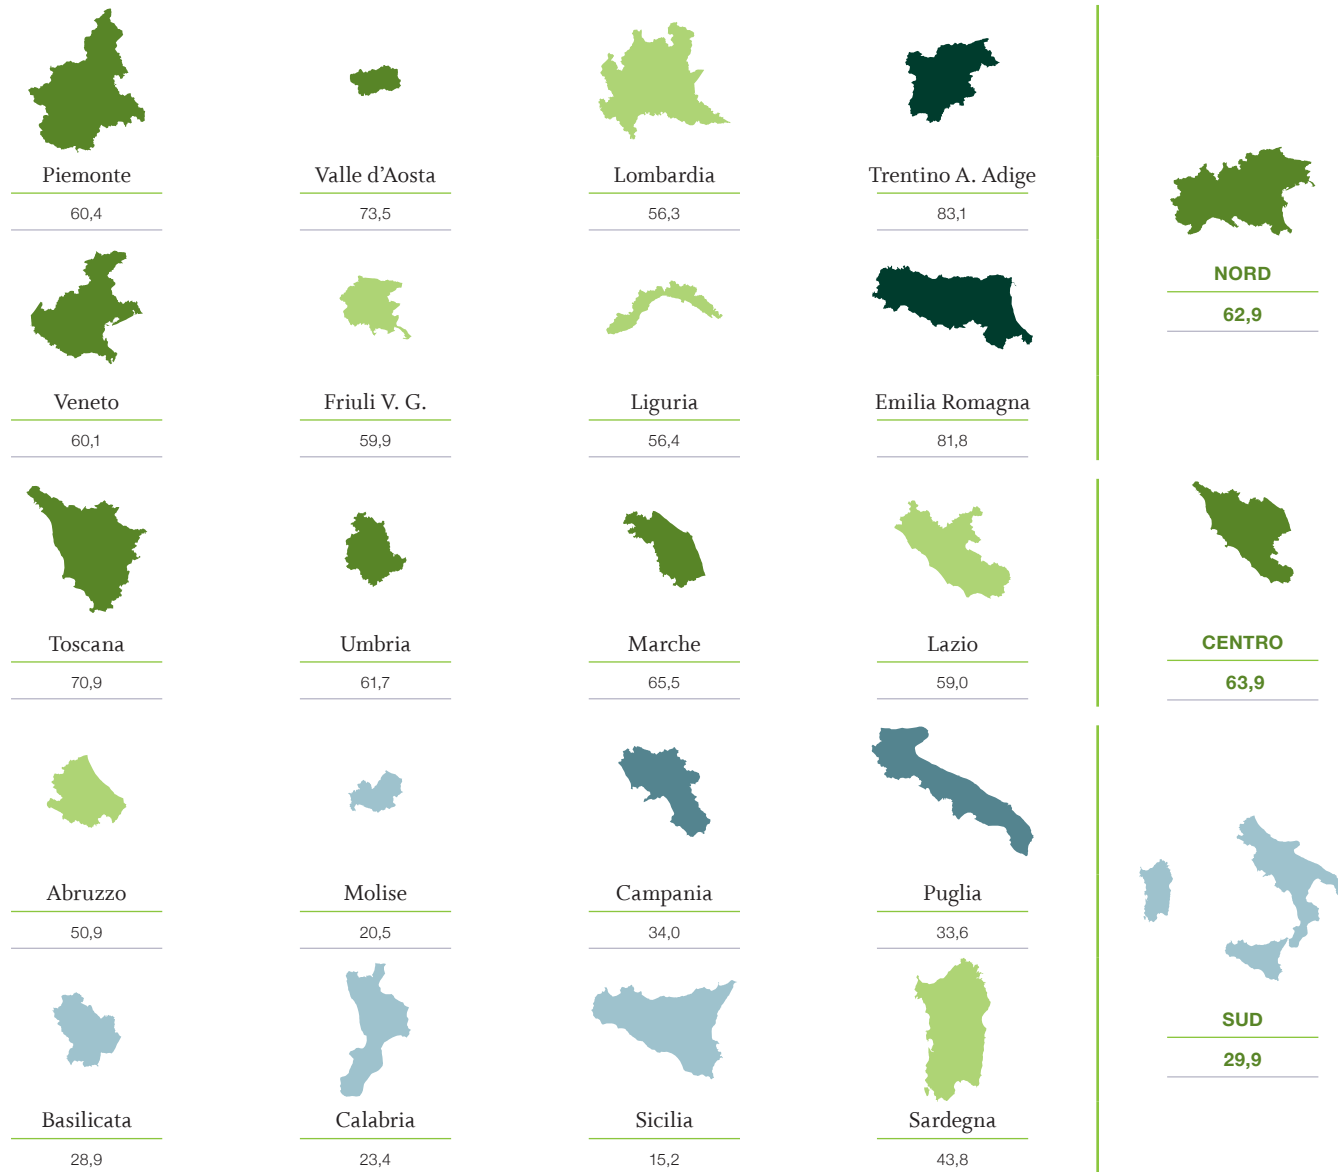 Piemonte
60,4
Valle d’Aosta
73,5
Lombardia
56,3
Trentino A. Adige
83,1
Veneto
60,1
Friuli V. G.
59,9
Liguria
56,4
Emilia Romagna
81,8
NORD
62,9
Toscana
70,9
Umbria
61,7
Marche
65,5
Lazio
59,0
CENTRO
63,9
Abruzzo
50,9
Molise
20,5
Campania
34,0
Puglia
33,6
Basilicata
28,9
Calabria
23,4
Sicilia
15,2
Sardegna
43,8
SUD
29,9